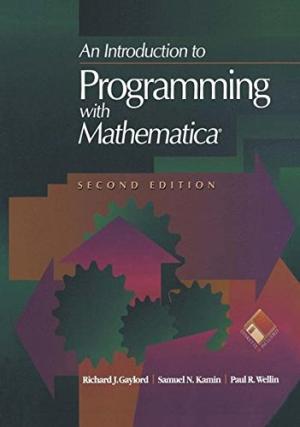 An Introduction to
Programming
with
Mathematica®
SECOND EDITION
Richard J. Gaylord | Samuel N. Kamin | Paul R. Wellin